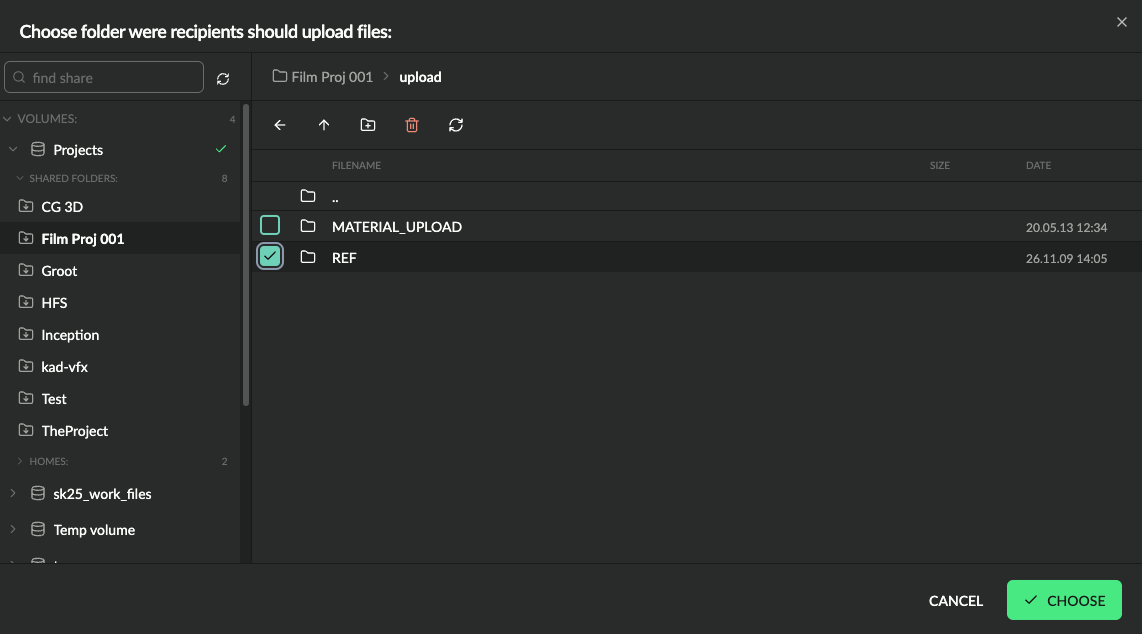 Choose folder were recipients should upload files:
find share
Film Proj 001 > upload
VOLUMES: 4
Projects
SHARED FOLDERS: 8
CG 3D
Film Proj 001
Groot
HFS
Inception
kad-vfx
Test
TheProject
HOMES: 2
sk25_work_files
Temp volume
FILENAME SIZE DATE
..
MATERIAL_UPLOAD 20.05.13 12:34
REF 26.11.09 14:05
CANCEL CHOOSE